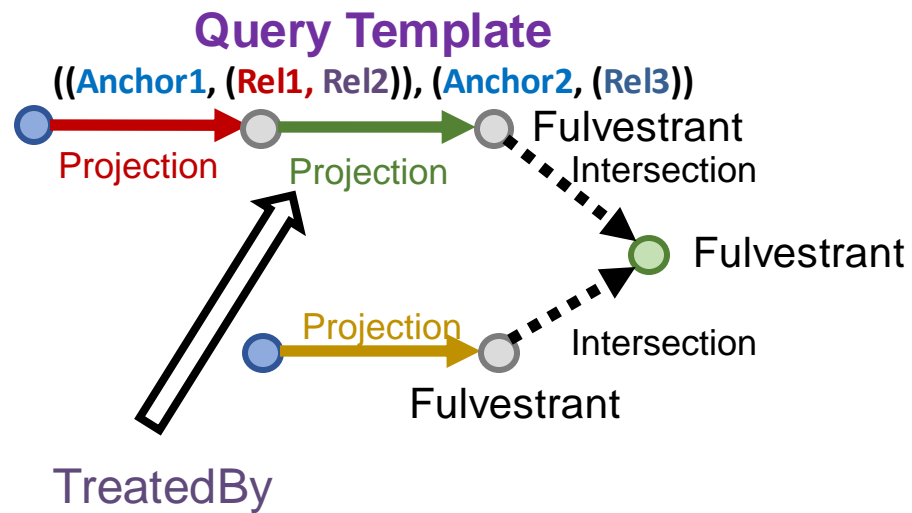 Query Template
((Anchor1, (Rel1, Rel2)), (Anchor2, (Rel3))
Fulvestrant
Projection
Projection
Intersection
Fulvestrant
Projection
Intersection
Fulvestrant
TreatedBy